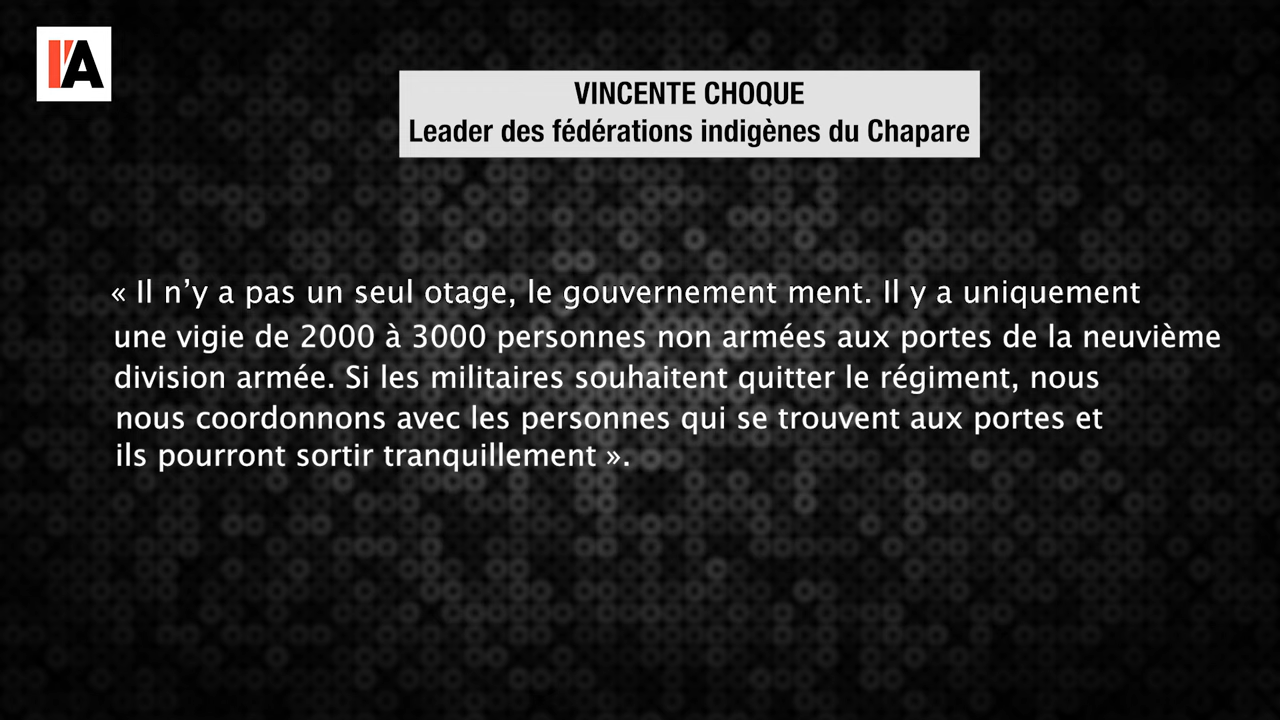 I'A
VINCENTE CHOQUE
Leader des fédérations indigènes du Chapare
« Il n’y a pas un seul otage, le gouvernement ment. Il y a uniquement
une vigie de 2000 à 3000 personnes non armées aux portes de la neuvième
division armée. Si les militaires souhaitent quitter le régiment, nous
nous coordonnons avec les personnes qui se trouvent aux portes et
ils pourront sortir tranquillement ».